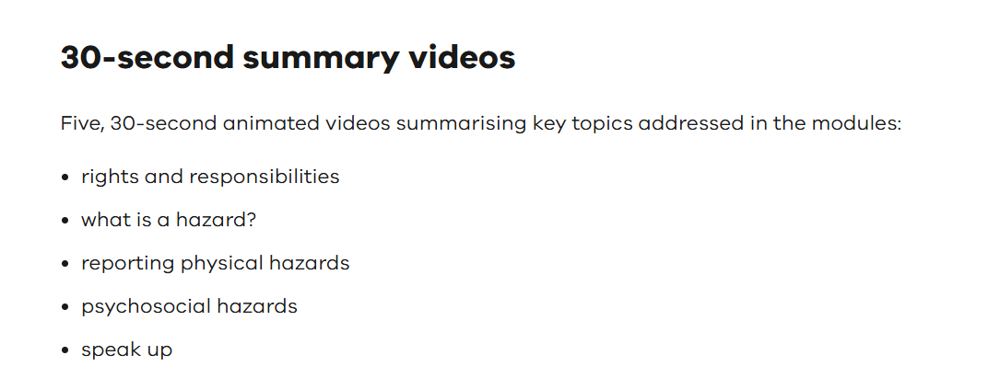 30-second summary videos
Five, 30-second animated videos summarising key topics addressed in the modules:
• rights and responsibilities
• what is a hazard?
• reporting physical hazards
• psychosocial hazards
• speak up